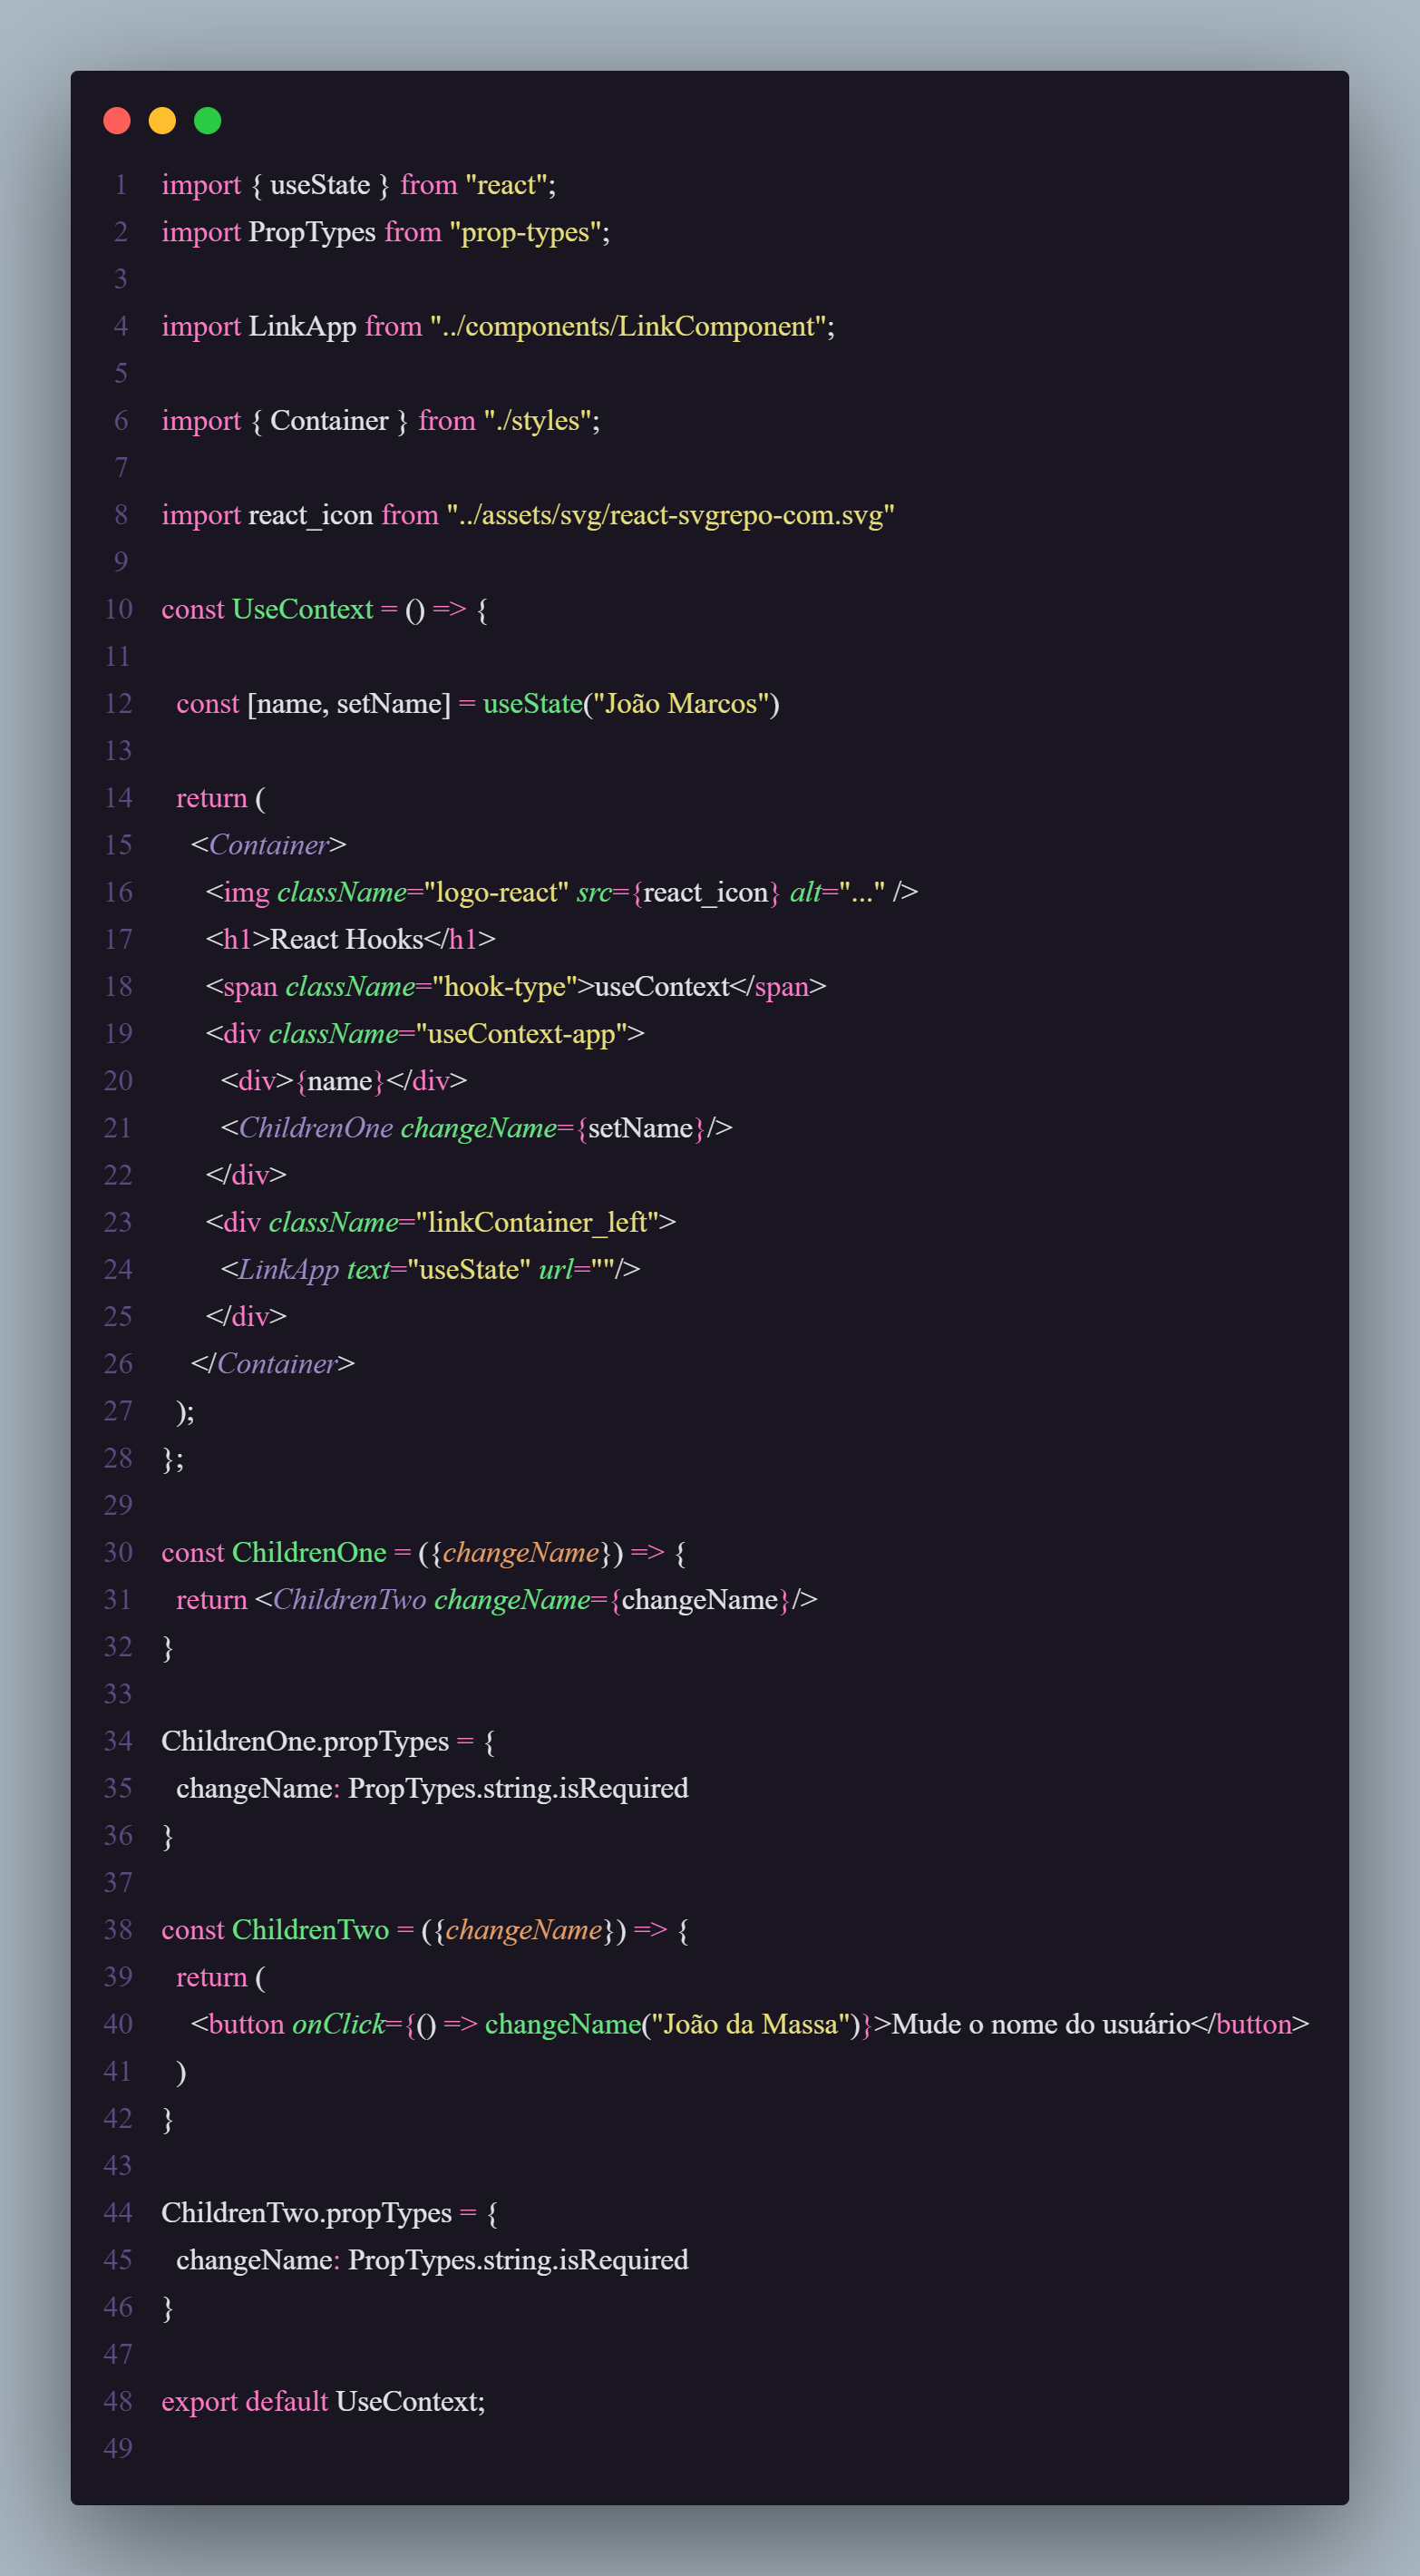 1 import { useState } from "react";
2 import PropTypes from "prop-types";
3
4 import LinkApp from "../components/LinkComponent";
5
6 import { Container } from "./styles";
7
8 import react_icon from "../assets/svg/react-svgrepo-com.svg"
9
10 const UseContext = () => {
11
12   const [name, setName] = useState("João Marcos")
13
14   return (
15     <Container>
16       <img className="logo-react" src={react_icon} alt="..." />
17       <h1>React Hooks</h1>
18       <span className="hook-type">useContext</span>
19       <div className="useContext-app">
20         <div>{name}</div>
21         <ChildrenOne changeName={setName}/>
22       </div>
23       <div className="linkContainer_left">
24         <LinkApp text="useState" url=""/>
25       </div>
26     </Container>
27   );
28 };
29
30 const ChildrenOne = ({changeName}) => {
31   return <ChildrenTwo changeName={changeName}/>
32 }
33
34 ChildrenOne.propTypes = {
35   changeName: PropTypes.string.isRequired
36 }
37
38 const ChildrenTwo = ({changeName}) => {
39   return (
40     <button onClick={() => changeName("João da Massa")}>Mude o nome do usuário</button>
41   )
42 }
43
44 ChildrenTwo.propTypes = {
45   changeName: PropTypes.string.isRequired
46 }
47
48 export default UseContext;
49